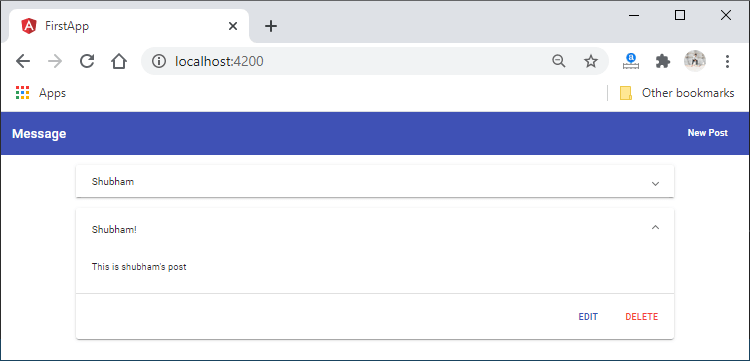 FirstApp
localhost:4200
Apps
Other bookmarks
Message
New Post
Shubham
Shubham!
This is shubham's post
EDIT
DELETE